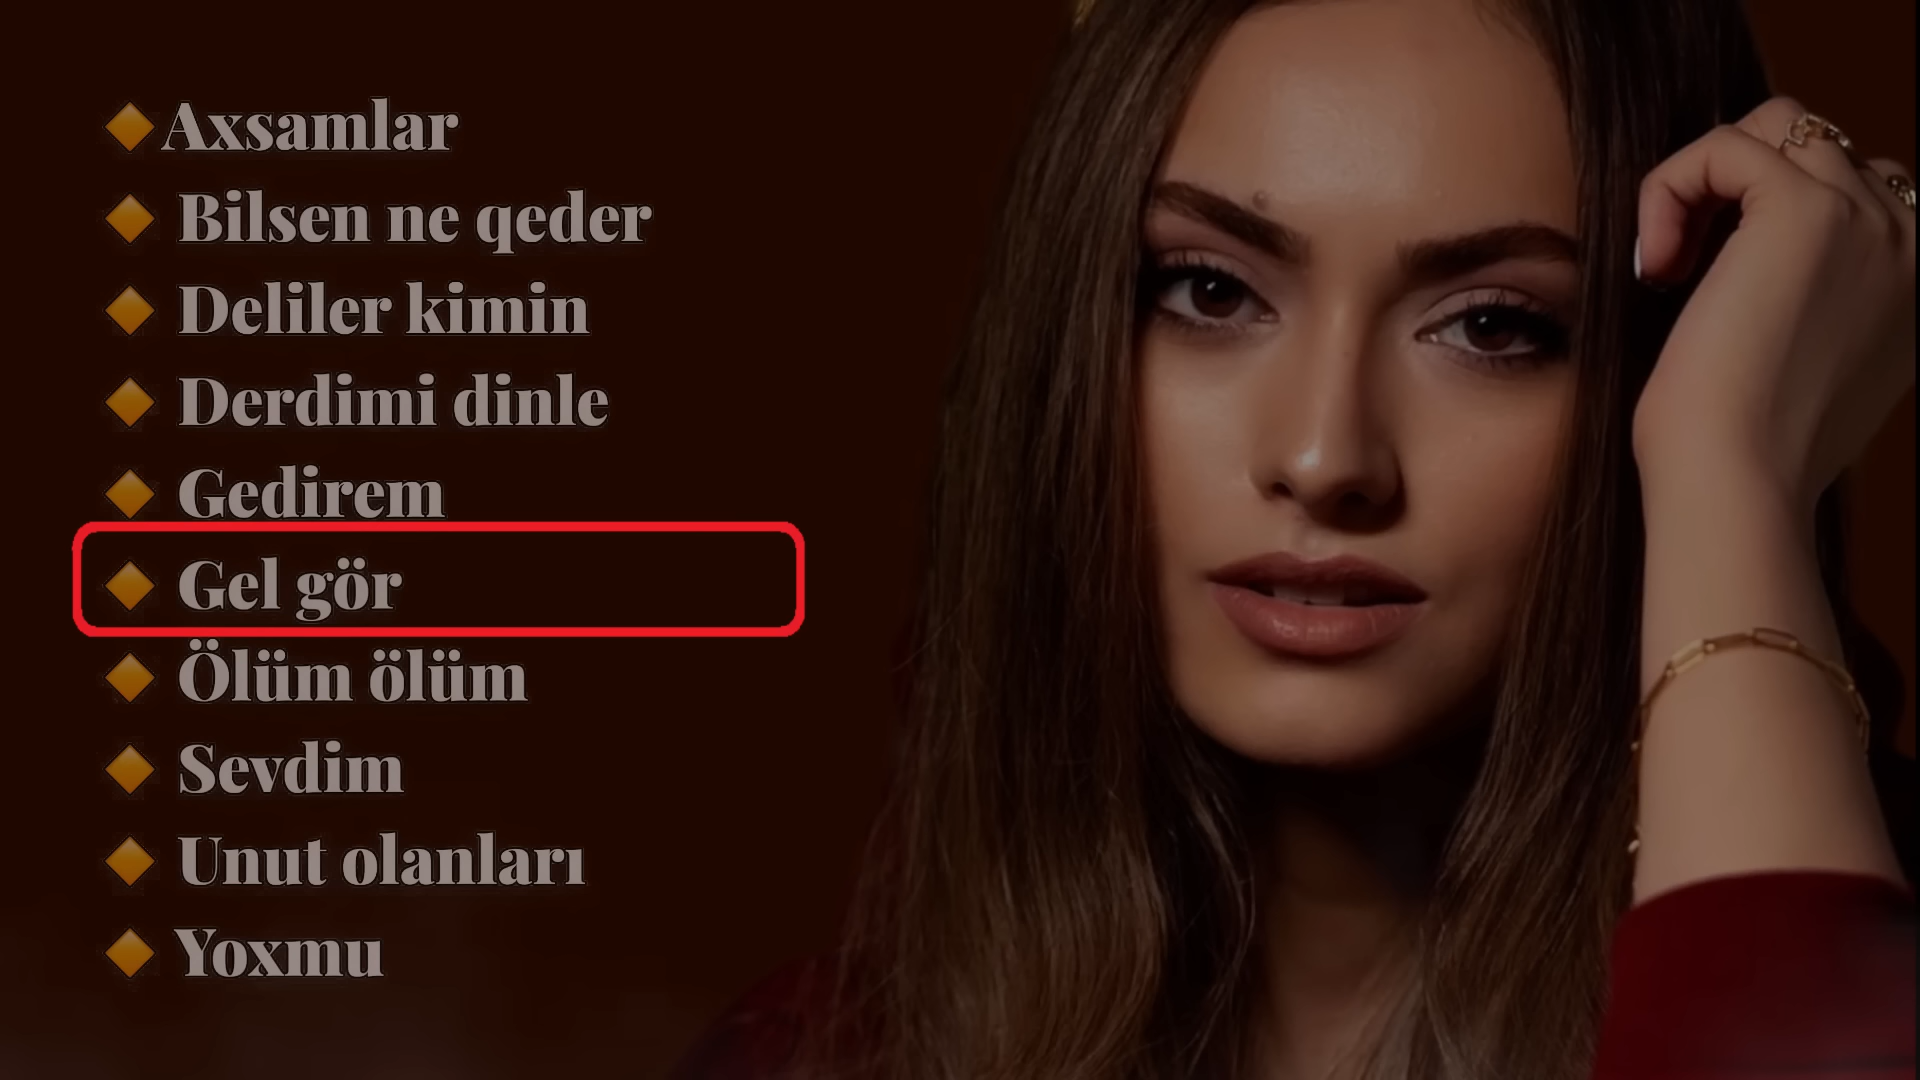 Axsamlar
Bilsen ne qeder
Deliler kimin
Derdimi dinle
Gedirem
Gel gör
Ölüm ölüm
Sevdim
Unut olanları
Yoxmu